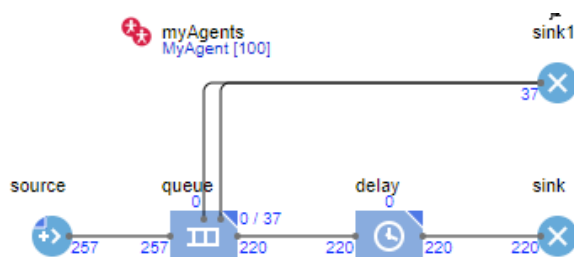 myAgents
MyAgent [100]
sink1
37
source
queue
delay
sink
0
0
0 / 37
257
257
220
220
220
220